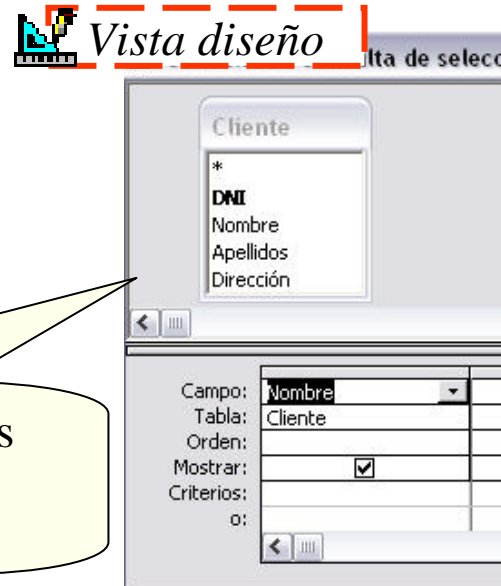 Vista diseño
lta de selecc
Cliente
*
DNI
Nombre
Apellidos
Dirección
s
Campo: Nombre
Tabla: Cliente
Orden:
Mostrar:
Criterios:
o: